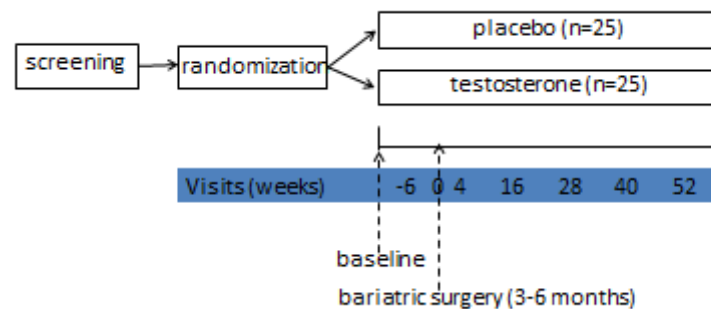 placebo (n=25)
screening
randomization
testosterone (n=25)
Visits (weeks) -6 0 4 16 28 40 52
baseline
bariatric surgery (3-6 months)